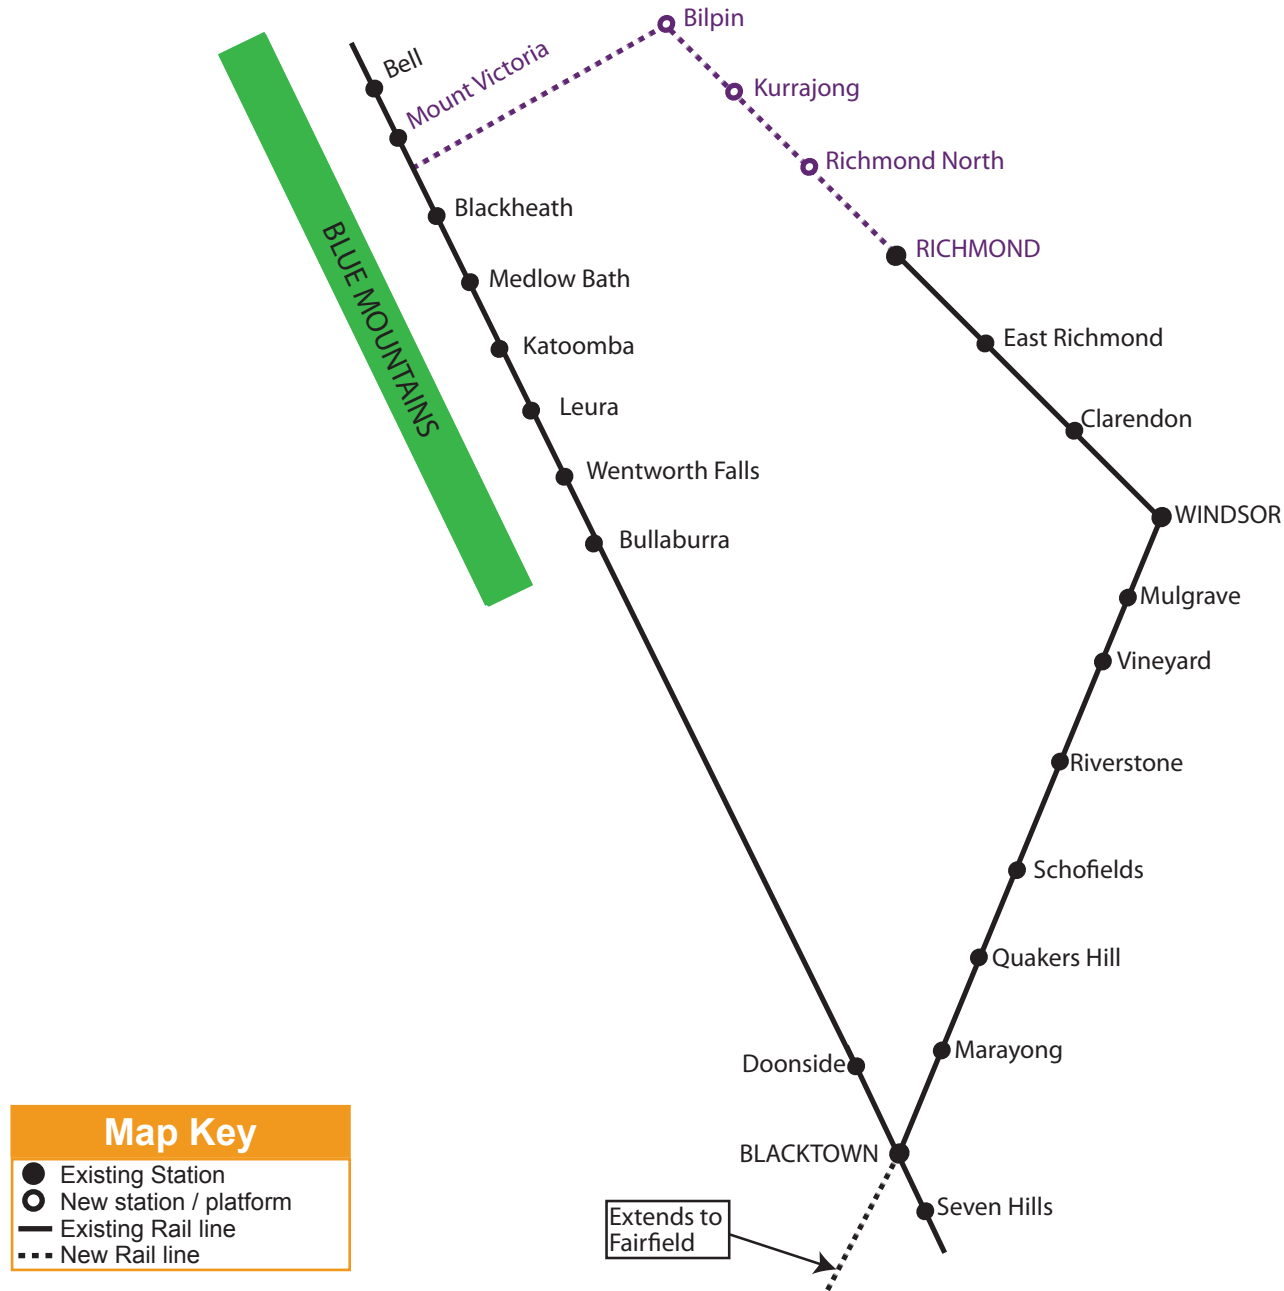 Bilpin
Bell
Mount Victoria
Kurrajong
Richmond North
Blackheath
RICHMOND
BLUE MOUNTAINS
Medlow Bath
East Richmond
Katoomba
Leura
Clarendon
Wentworth Falls
WINDSOR
Bullaburra
Mulgrave
Vineyard
Riverstone
Schofields
Quakers Hill
Marayong
Doonside
BLACKTOWN
Seven Hills
Extends to
Fairfield
Map Key
Existing Station
New station / platform
Existing Rail line
New Rail line